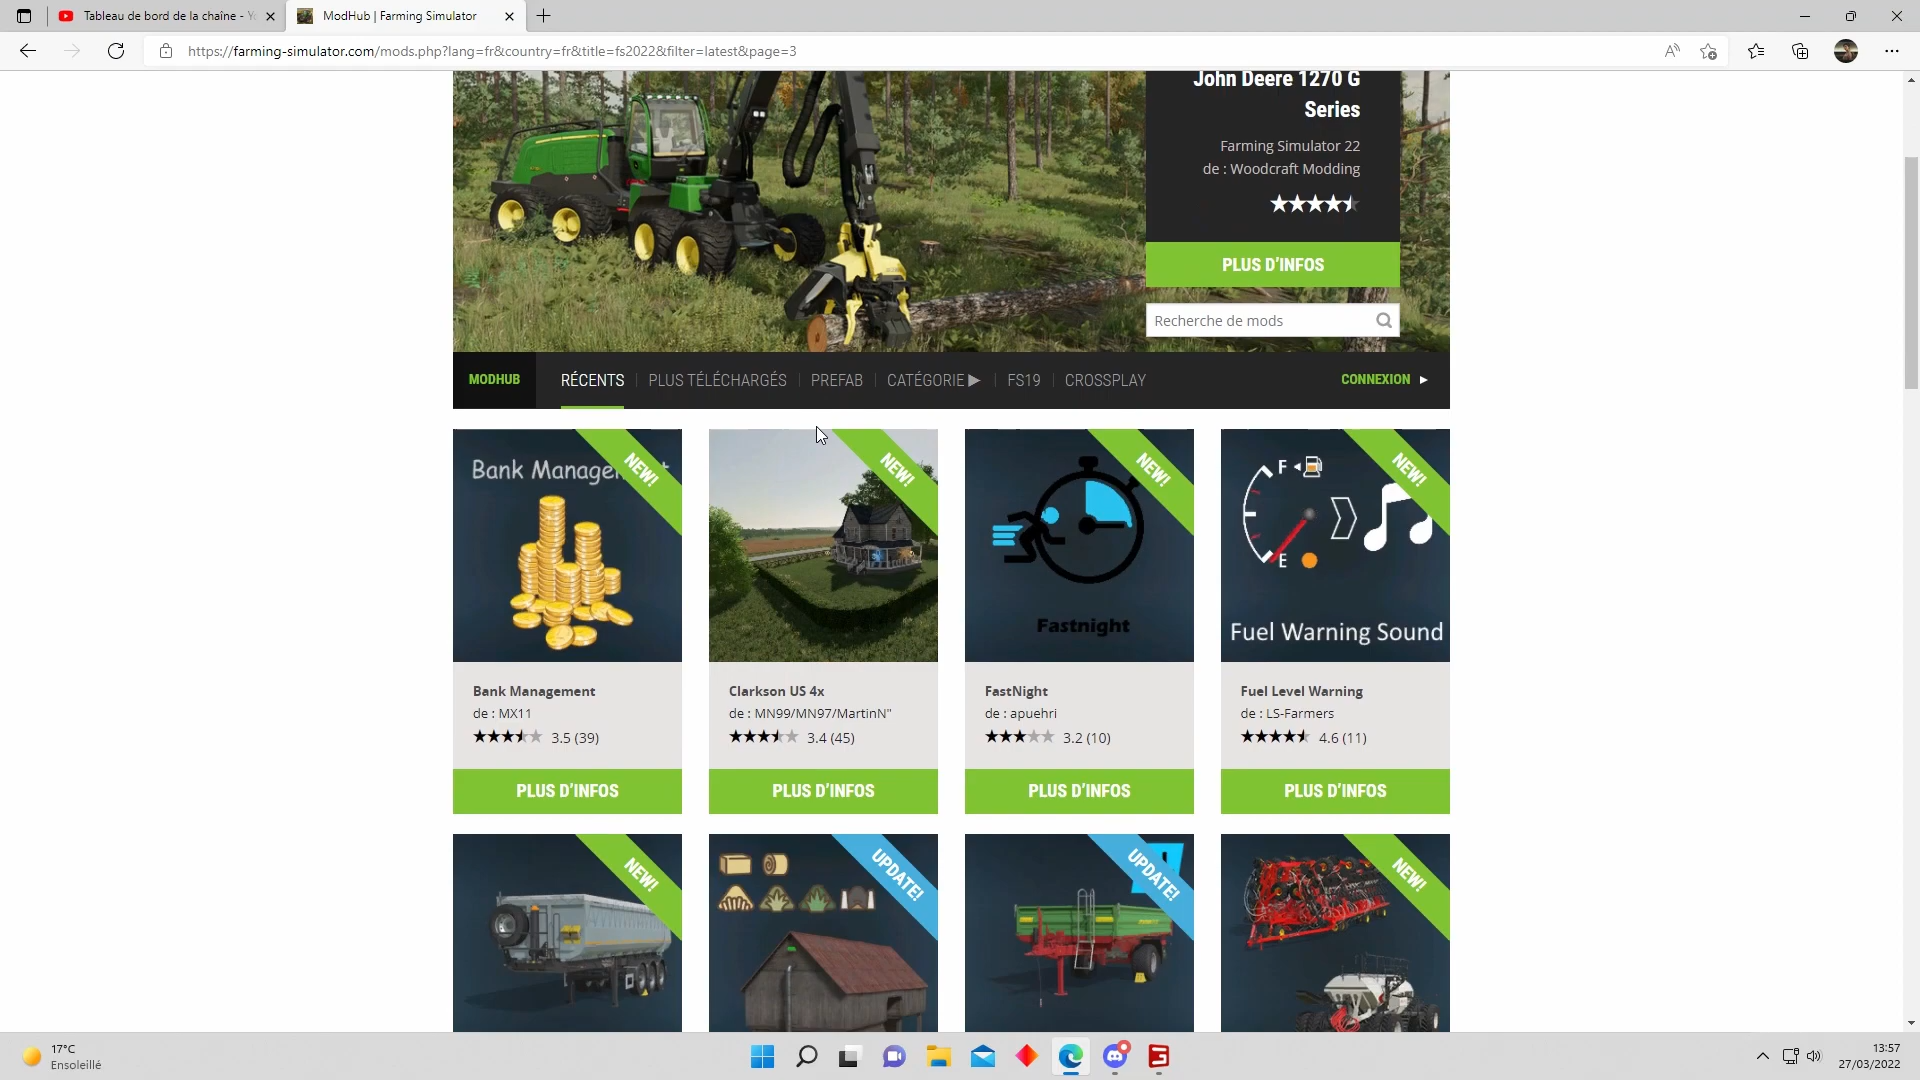 Tableau de bord de la chaîne - Yo
ModHub | Farming Simulator
https://farming-simulator.com/mods.php?lang=fr&country=fr&title=fs2022&filter=latest&page=3
John Deere 1270 G
Series
Farming Simulator 22
de : Woodcraft Modding
PLUS D'INFOS
Recherche de mods
MODHUB
RÉCENTS
PLUS TÉLÉCHARGÉS
PREFAB
CATÉGORIE
FS19
CROSSPLAY
CONNEXION
Bank Management
NEW!
NEW!
Fastnight
NEW!
F
E
Fuel Warning Sound
NEW!
Bank Management
de : MX11
3.5 (39)
PLUS D'INFOS
Clarkson US 4x
de : MN99/MN97/MartinN"
3.4 (45)
PLUS D'INFOS
FastNight
de : apuehri
3.2 (10)
PLUS D'INFOS
Fuel Level Warning
de : LS-Farmers
4.6 (11)
PLUS D'INFOS
NEW!
UPDATE!
UPDATE!
NEW!
17°C
Ensoleillé
13:57
27/03/2022